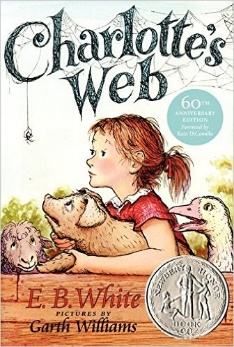 Charlotte's
Web
60TH
ANNIVERSARY
EDITION
Foreword by
Kate DiCamillo
E. B. White
PICTURES BY
Garth Williams